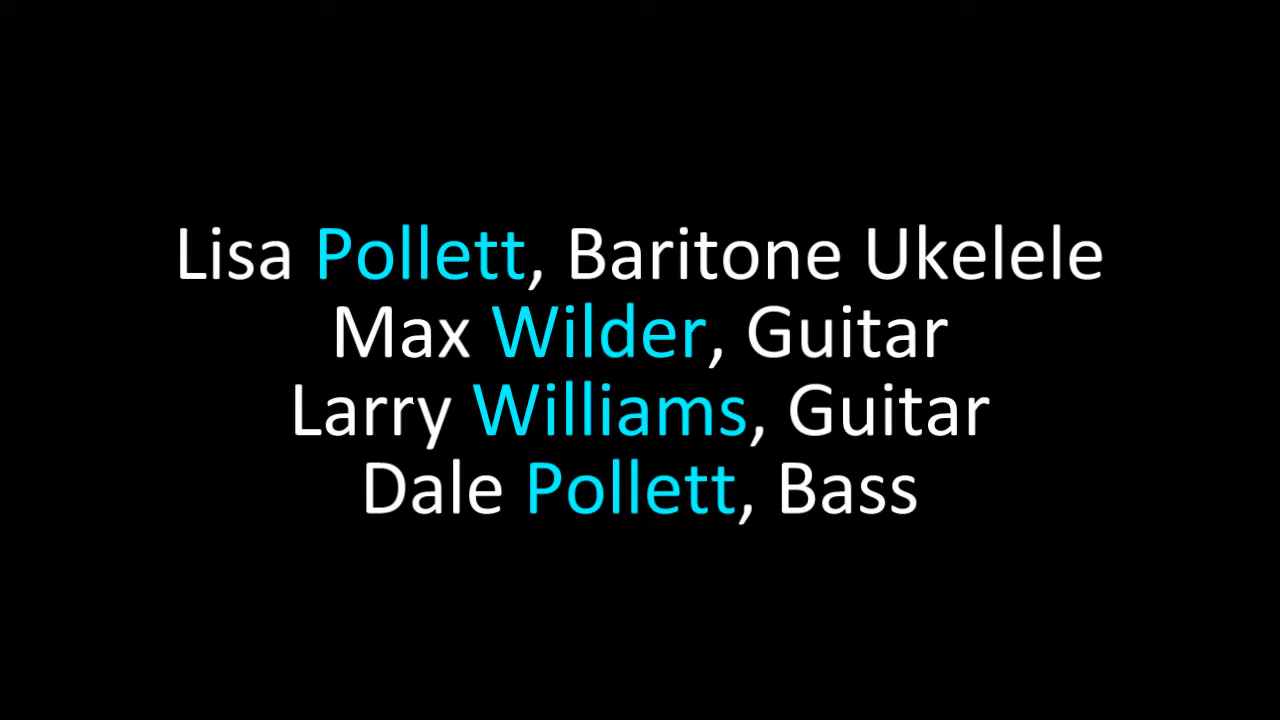 Lisa Pollett, Baritone Ukelele
Max Wilder, Guitar
Larry Williams, Guitar
Dale Pollett, Bass